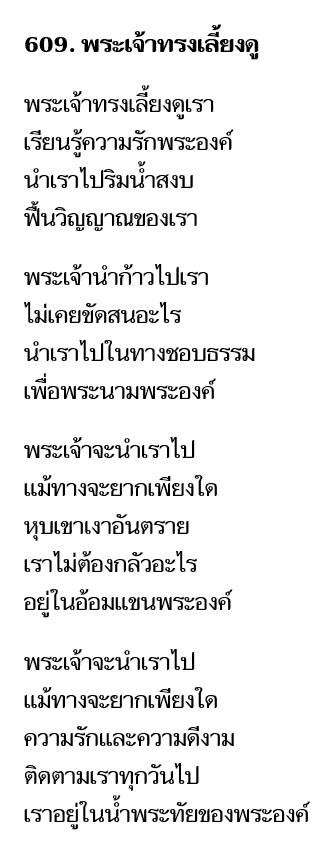 609. พระเจ้าทรงเลี้ยงดู
พระเจ้าทรงเลี้ยงดูเรา
เรียนรู้ความรักพระองค์
นำเราไปริมน้ำสงบ
ฟื้นวิญญาณของเรา
พระเจ้านำก้าวไปเรา
ไม่เคยขัดสนอะไร
นำเราไปในทางชอบธรรม
เพื่อพระนามพระองค์
พระเจ้าจะนำเราไป
แม้ทางจะยากเพียงใด
หุบเขาเงาอันตราย
เราไม่ต้องกลัวอะไร
อยู่ในอ้อมแขนพระองค์
พระเจ้าจะนำเราไป
แม้ทางจะยากเพียงใด
ความรักและความดีงาม
ติดตามเราทุกวันไป
เราอยู่ในน้ำพระทัยของพระองค์